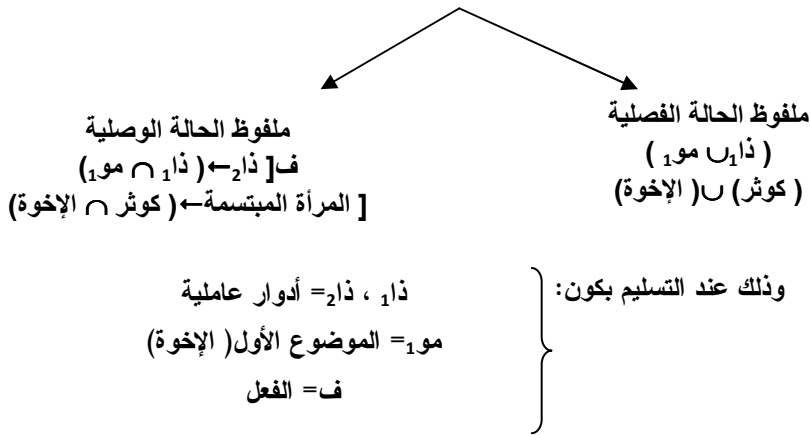 ملفوظ الحالة الفصلية
( ذا₁∪ مو₁ )
( كوثر) ∪( الإخوة)
ملفوظ الحالة الوصلية
ف[ ذا₂←( ذا₁ ∩ مو₁)
[ المرأة المبتسمة←( كوثر ∩ الإخوة)
وذلك عند التسليم بكون:
ذا₁ ، ذا₂= أدوار عاملية
مو₁= الموضوع الأول( الإخوة)
ف= الفعل